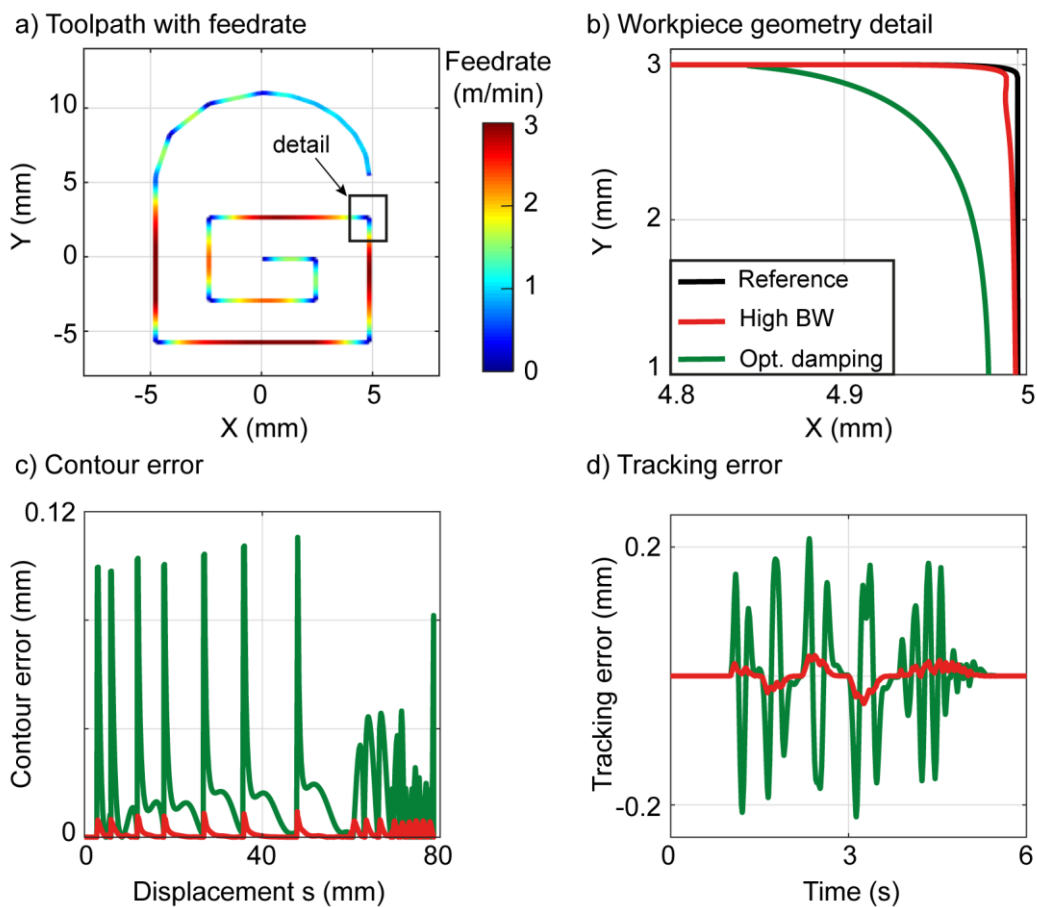 a) Toolpath with feedrate
Feedrate
(m/min)
10
5
0
-5
Y (mm)
detail
-5
0
5
X (mm)
3
2
1
0
b) Workpiece geometry detail
3
2
1
Y (mm)
Reference
High BW
Opt. damping
4.8
4.9
5
X (mm)
c) Contour error
0.12
0
Contour error (mm)
0
40
80
Displacement s (mm)
d) Tracking error
0.2
-0.2
Tracking error (mm)
0
3
6
Time (s)